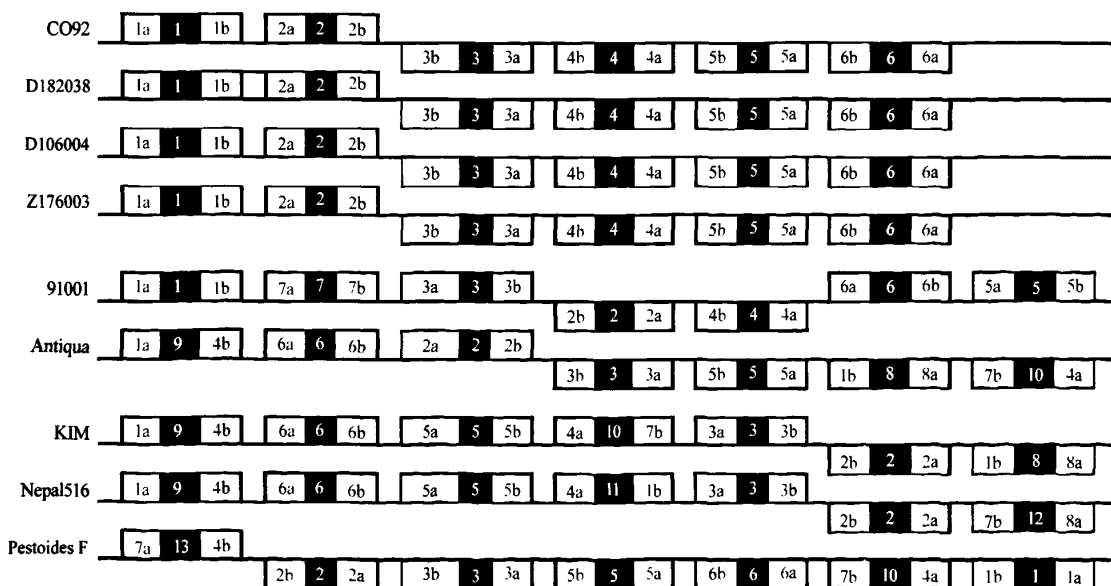 CO92 1a 1 1b 2a 2 2b
3b 3 3a 4b 4 4a 5b 5 5a 6b 6 6a
D182038 1a 1 1b 2a 2 2b
3b 3 3a 4b 4 4a 5b 5 5a 6b 6 6a
D106004 1a 1 1b 2a 2 2b
3b 3 3a 4b 4 4a 5b 5 5a 6b 6 6a
Z176003 1a 1 1b 2a 2 2b
3b 3 3a 4b 4 4a 5b 5 5a 6b 6 6a
91001 1a 1 1b 7a 7 7b 3a 3 3b 6a 6 6b 5a 5 5b
2b 2 2a 4b 4 4a
Antiqua 1a 9 4b 6a 6 6b 2a 2 2b
3b 3 3a 5b 5 5a 1b 8 8a 7b 10 4a
KIM 1a 9 4b 6a 6 6b 5a 5 5b 4a 10 7b 3a 3 3b
2b 2 2a 1b 8 8a
Nepal516 1a 9 4b 6a 6 6b 5a 5 5b 4a 11 1b 3a 3 3b
2b 2 2a 7b 12 8a
Pestoides F 7a 13 4b
2b 2 2a 3b 3 3a 5b 5 5a 6b 6 6a 7b 10 4a 1b 1 1a